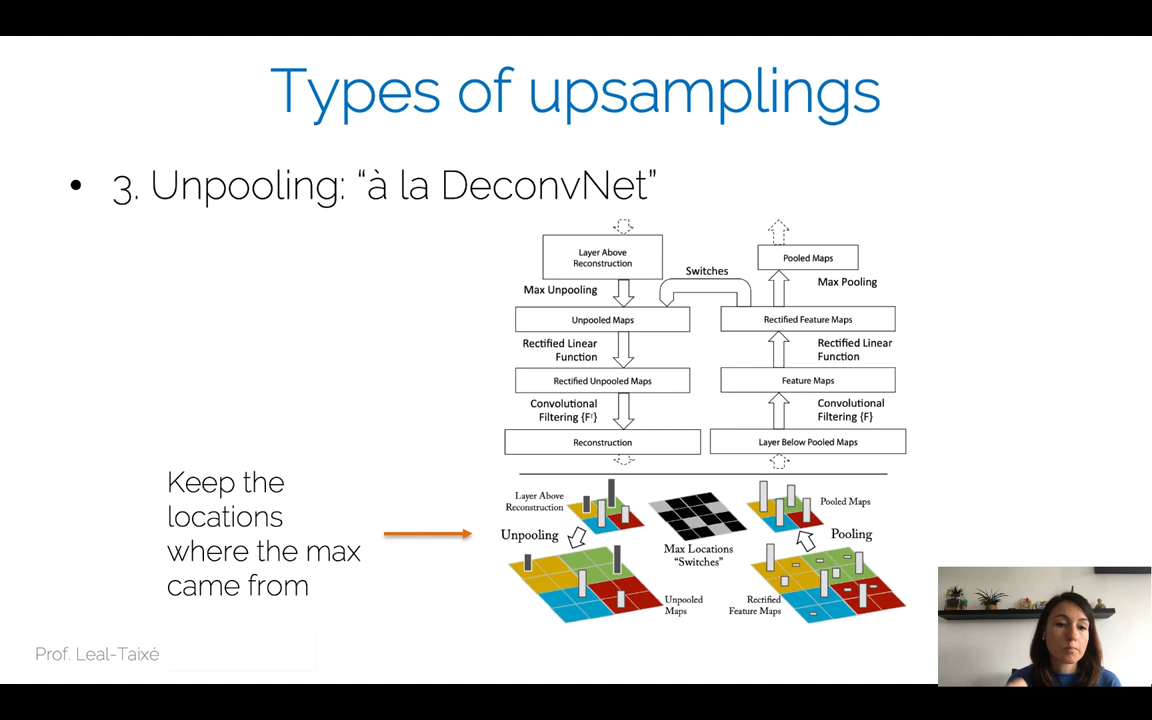 Types of upsamplings
• 3. Unpooling: “à la DeconvNet”
Layer Above
Reconstruction
Pooled Maps
Switches
Max Unpooling
Max Pooling
Unpooled Maps
Rectified Feature Maps
Rectified Linear
Function
Rectified Linear
Function
Rectified Unpooled Maps
Feature Maps
Convolutional
Filtering {Fᵀ}
Convolutional
Filtering {F}
Reconstruction
Layer Below Pooled Maps
Keep the
locations
where the max
came from
Layer Above
Reconstruction
Pooled Maps
Unpooling
Pooling
Max Locations
“Switches”
Unpooled
Maps
Rectified
Feature Maps
Prof. Leal-Taixé